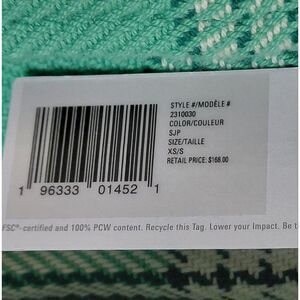 STYLE #/MODÈLE #
2310030
COLOR/COULEUR
SJP
SIZE/TAILLE
XS/S
RETAIL PRICE: $168.00
1 96333 01452 1
FSC®-certified and 100% PCW content. Recycle this Tag. Lower your Impact. Be